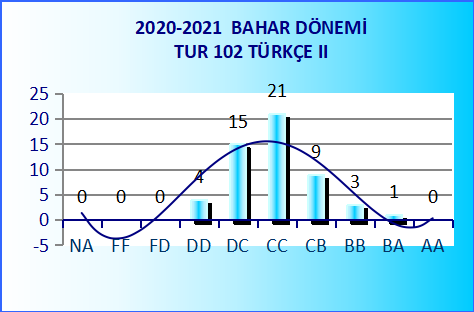 2020-2021 BAHAR DÖNEMİ
TUR 102 TÜRKÇE II
25
20
15
10
5
0
-5
0 0 0 4 15 21 9 3 1 0
NA FF FD DD DC CC CB BB BA AA